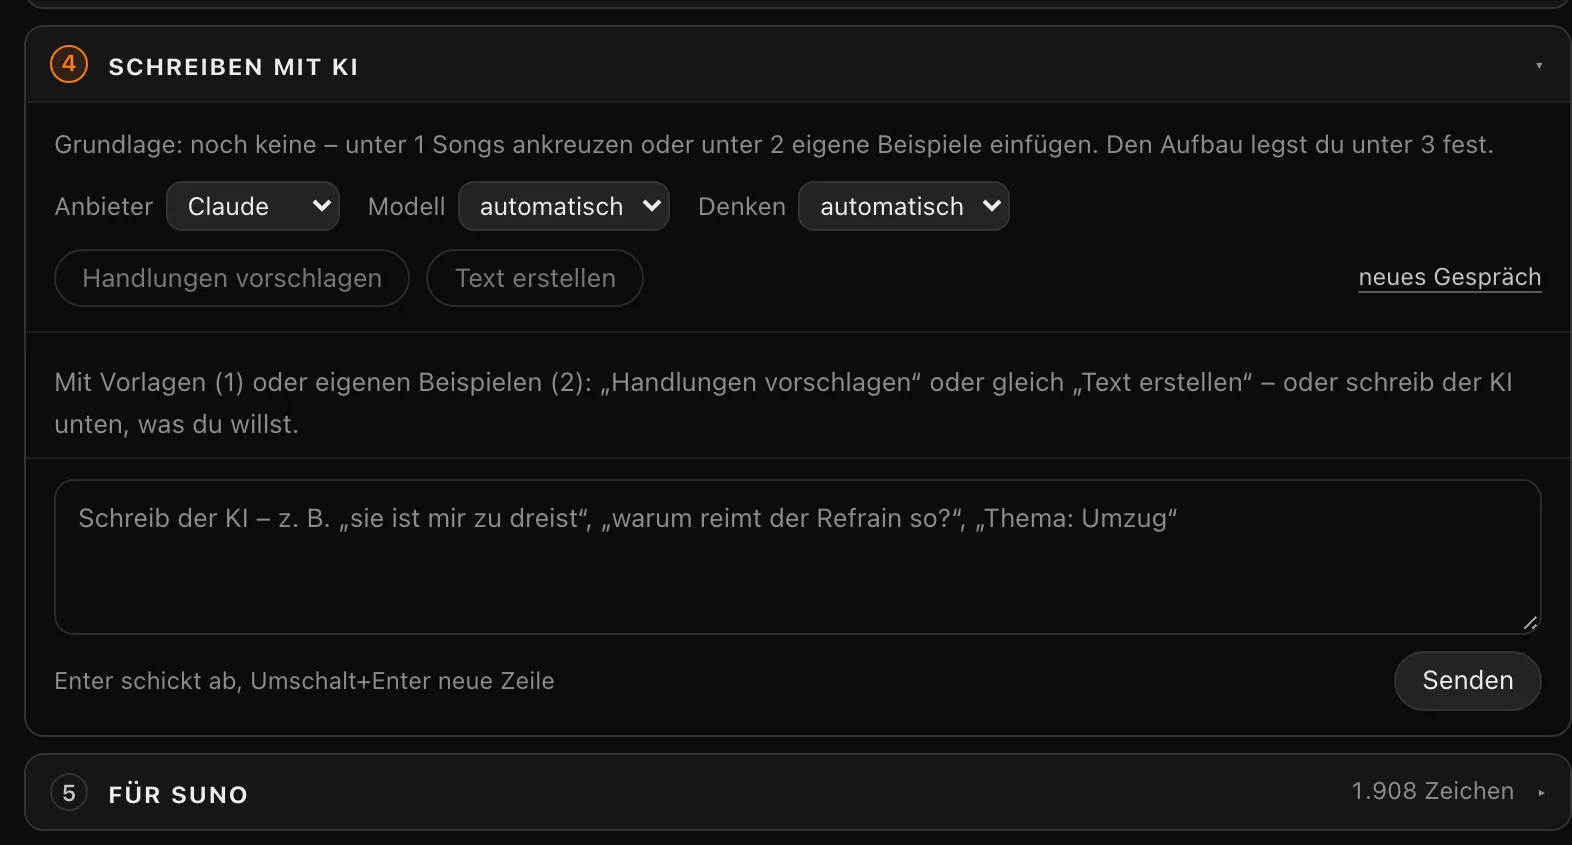 4 SCHREIBEN MIT KI ▾
Grundlage: noch keine – unter 1 Songs ankreuzen oder unter 2 eigene Beispiele einfügen. Den Aufbau legst du unter 3 fest.
Anbieter Claude Modell automatisch Denken automatisch
Handlungen vorschlagen Text erstellen neues Gespräch
Mit Vorlagen (1) oder eigenen Beispielen (2): „Handlungen vorschlagen“ oder gleich „Text erstellen“ – oder schreib der KI
unten, was du willst.
Schreib der KI – z. B. „sie ist mir zu dreist“, „warum reimt der Refrain so?“, „Thema: Umzug“
Enter schickt ab, Umschalt+Enter neue Zeile Senden
5 FÜR SUNO 1.908 Zeichen ▸